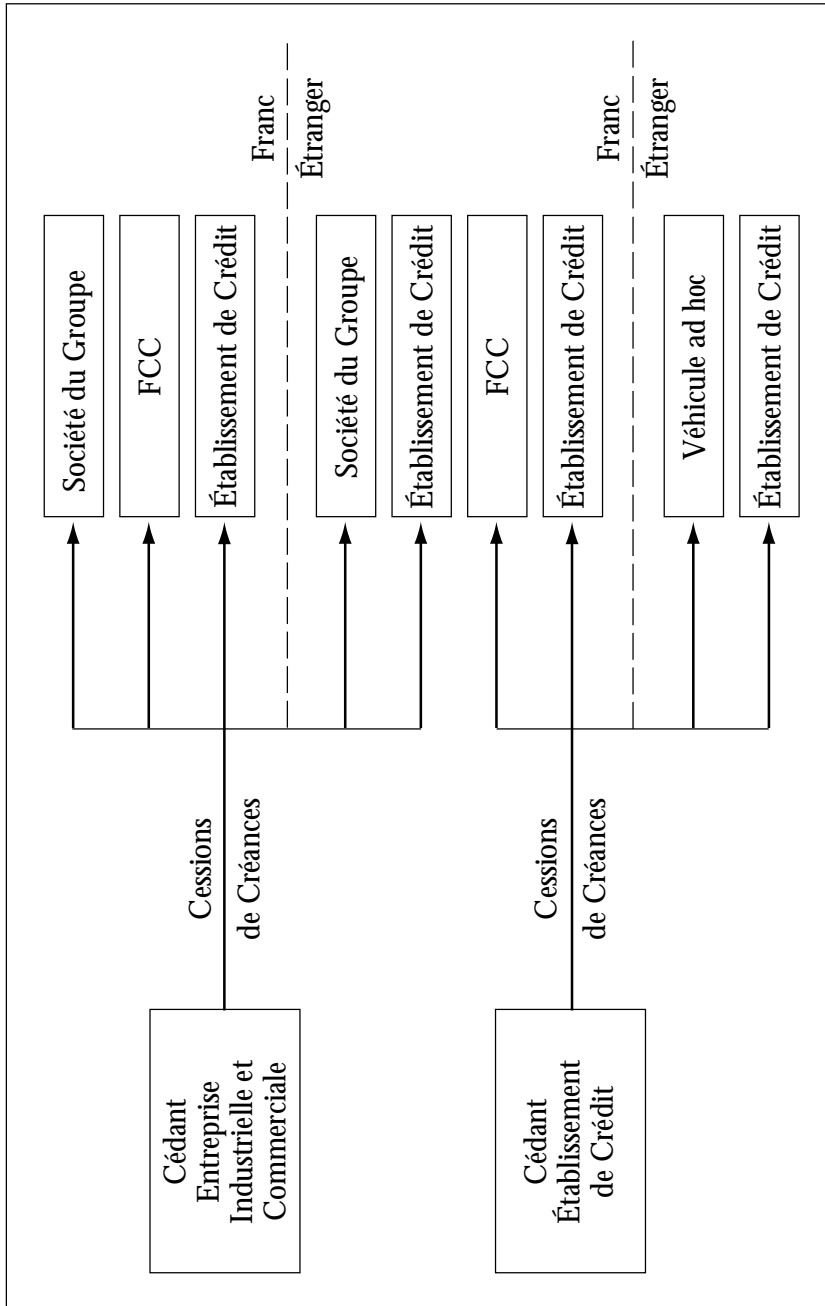 Cédant
Entreprise
Industrielle et
Commerciale
Cessions
de Créances
Société du Groupe
FCC
Établissement de Crédit
Franc
Étranger
Société du Groupe
Établissement de Crédit
Cédant
Établissement
de Crédit
Cessions
de Créances
FCC
Établissement de Crédit
Franc
Étranger
Véhicule ad hoc
Établissement de Crédit